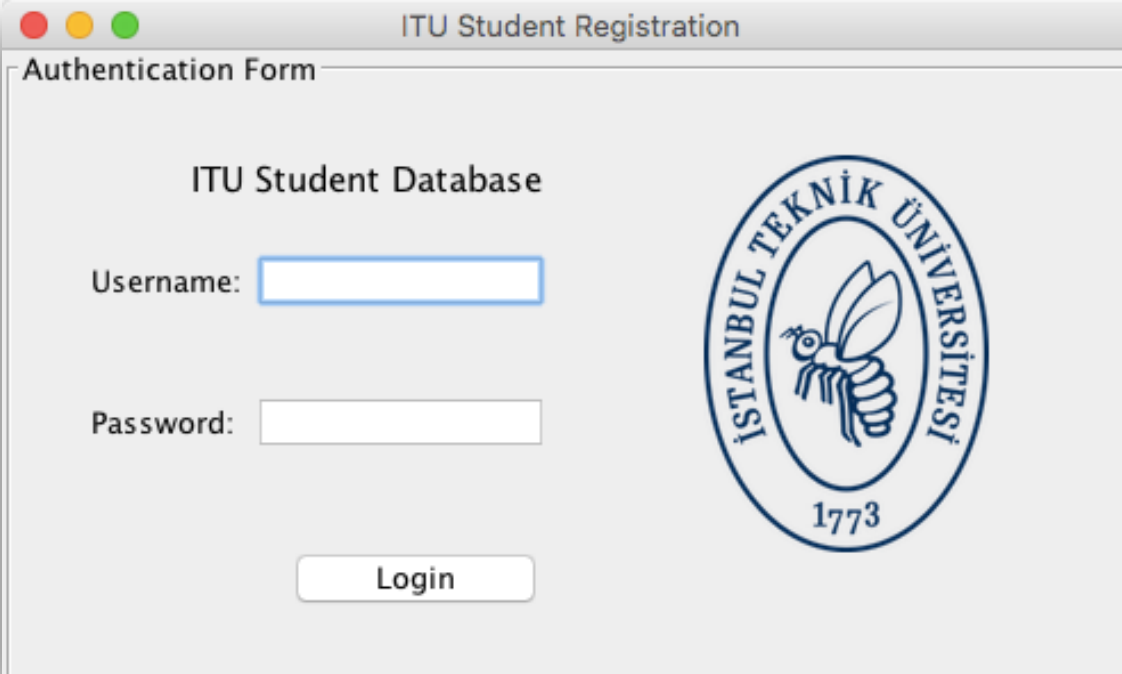 ITU Student Registration
Authentication Form
ITU Student Database
Username:
Password:
Login
İSTANBUL TEKNİK ÜNİVERSİTESİ
1773